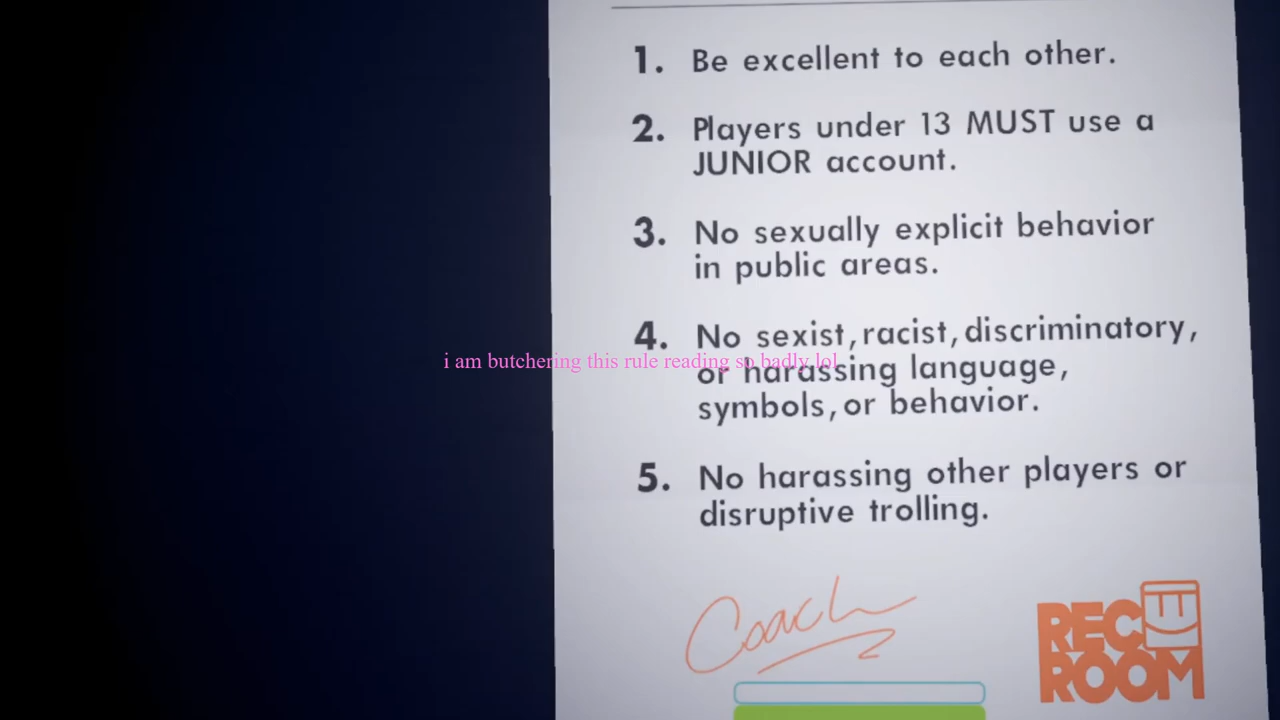 1. Be excellent to each other.
2. Players under 13 MUST use a
JUNIOR account.
3. No sexually explicit behavior
in public areas.
4. No sexist, racist, discriminatory,
i am butchering this rule reading so badly lol
or harassing language,
symbols, or behavior.
5. No harassing other players or
disruptive trolling.
Coach
REC
ROOM